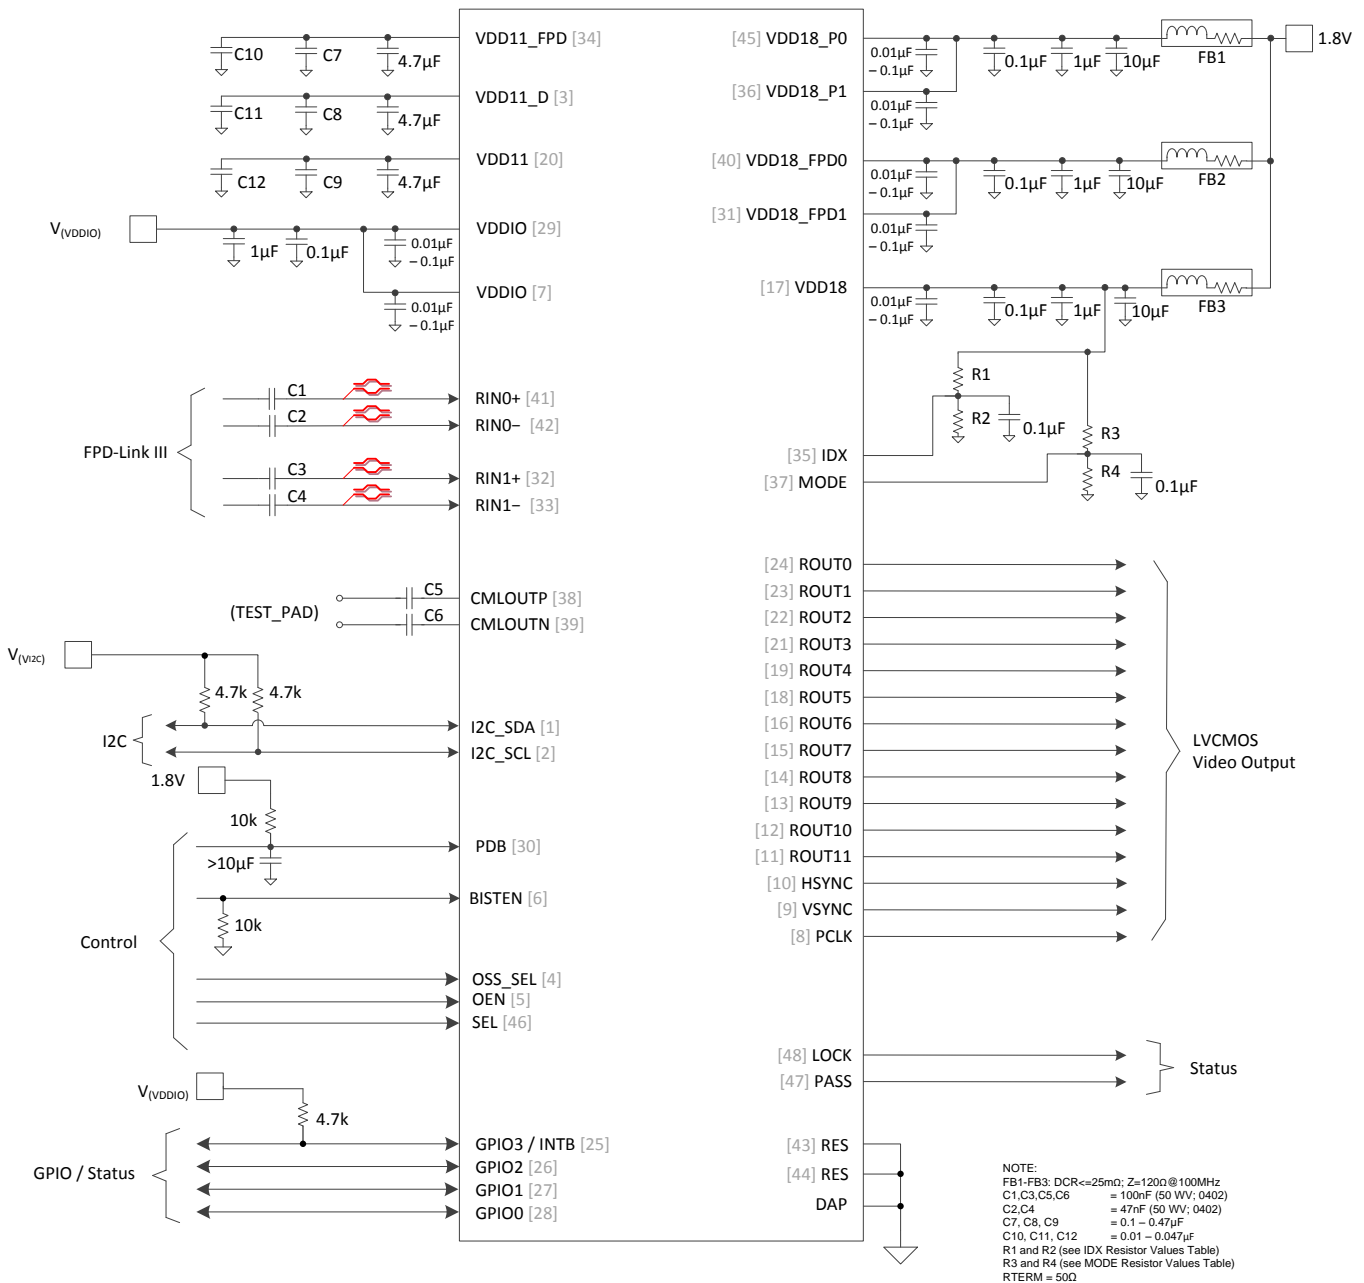 VDD11_FPD [34]
C10
C7
4.7µF
VDD11_D [3]
C11
C8
4.7µF
VDD11 [20]
C12
C9
4.7µF
V(VDDIO)
VDDIO [29]
1µF
0.1µF
0.01µF
– 0.1µF
VDDIO [7]
0.01µF
– 0.1µF
FPD-Link III
C1
RIN0+ [41]
C2
RIN0– [42]
C3
RIN1+ [32]
C4
RIN1– [33]
(TEST_PAD)
C5
CMLOUTP [38]
C6
CMLOUTN [39]
V(VI2C)
4.7k
4.7k
I2C
I2C_SDA [1]
I2C_SCL [2]
1.8V
10k
PDB [30]
>10µF
BISTEN [6]
10k
Control
OSS_SEL [4]
OEN [5]
SEL [46]
V(VDDIO)
4.7k
GPIO / Status
GPIO3 / INTB [25]
GPIO2 [26]
GPIO1 [27]
GPIO0 [28]
[45] VDD18_P0
0.01µF
– 0.1µF
0.1µF
1µF
10µF
FB1
1.8V
[36] VDD18_P1
0.01µF
– 0.1µF
[40] VDD18_FPD0
0.01µF
– 0.1µF
0.1µF
1µF
10µF
FB2
[31] VDD18_FPD1
0.01µF
– 0.1µF
[17] VDD18
0.01µF
– 0.1µF
0.1µF
1µF
10µF
FB3
R1
R2
0.1µF
R3
R4
0.1µF
[35] IDX
[37] MODE
[24] ROUT0
[23] ROUT1
[22] ROUT2
[21] ROUT3
[19] ROUT4
[18] ROUT5
[16] ROUT6
[15] ROUT7
[14] ROUT8
[13] ROUT9
[12] ROUT10
[11] ROUT11
[10] HSYNC
[9] VSYNC
[8] PCLK
LVCMOS
Video Output
[48] LOCK
[47] PASS
Status
[43] RES
[44] RES
DAP
NOTE:
FB1-FB3: DCR<=25mΩ; Z=120Ω@100MHz
C1,C3,C5,C6 = 100nF (50 WV; 0402)
C2,C4 = 47nF (50 WV; 0402)
C7, C8, C9 = 0.1 – 0.47µF
C10, C11, C12 = 0.01 – 0.047µF
R1 and R2 (see IDX Resistor Values Table)
R3 and R4 (see MODE Resistor Values Table)
RTERM = 50Ω